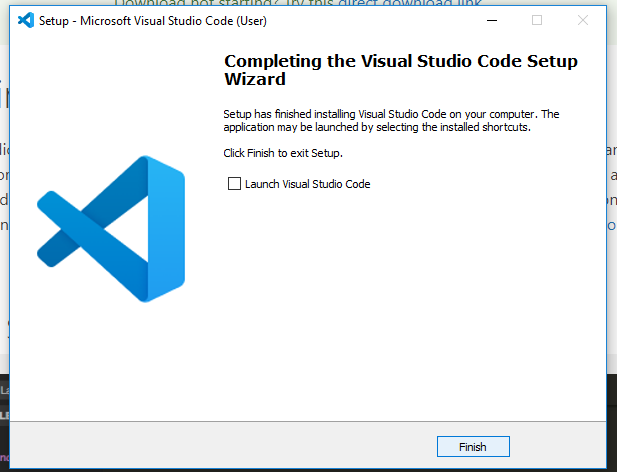 Download not starting? Try this direct download link.
Setup - Microsoft Visual Studio Code (User)
Completing the Visual Studio Code Setup
Wizard
Setup has finished installing Visual Studio Code on your computer. The
application may be launched by selecting the installed shortcuts.
Click Finish to exit Setup.
Launch Visual Studio Code
Finish